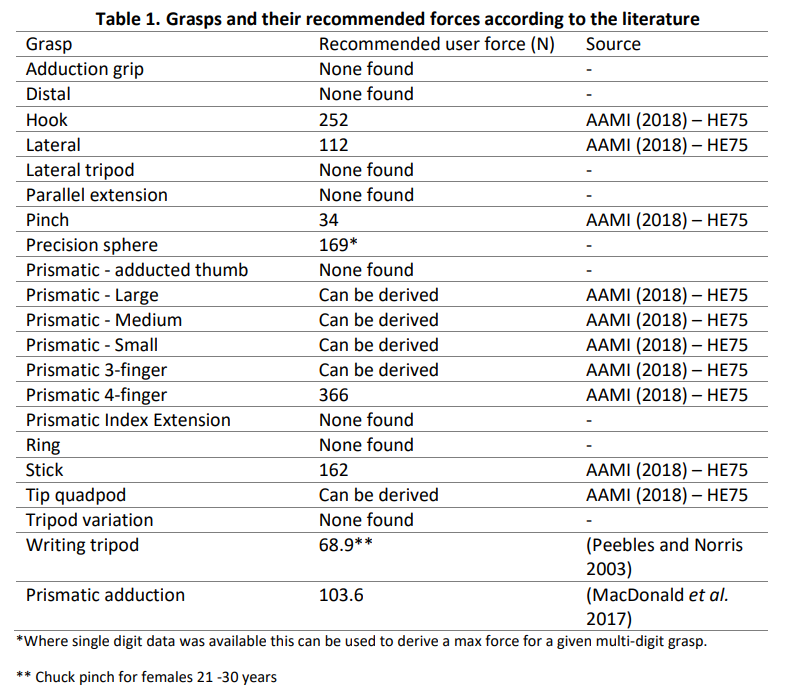 Table 1. Grasps and their recommended forces according to the literature
Grasp Recommended user force (N) Source
Adduction grip None found -
Distal None found -
Hook 252 AAMI (2018) – HE75
Lateral 112 AAMI (2018) – HE75
Lateral tripod None found -
Parallel extension None found -
Pinch 34 AAMI (2018) – HE75
Precision sphere 169* -
Prismatic - adducted thumb None found -
Prismatic - Large Can be derived AAMI (2018) – HE75
Prismatic - Medium Can be derived AAMI (2018) – HE75
Prismatic - Small Can be derived AAMI (2018) – HE75
Prismatic 3-finger Can be derived AAMI (2018) – HE75
Prismatic 4-finger 366 AAMI (2018) – HE75
Prismatic Index Extension None found -
Ring None found -
Stick 162 AAMI (2018) – HE75
Tip quadpod Can be derived AAMI (2018) – HE75
Tripod variation None found -
Writing tripod 68.9** (Peebles and Norris
2003)
Prismatic adduction 103.6 (MacDonald et al.
2017)
*Where single digit data was available this can be used to derive a max force for a given multi-digit grasp.
** Chuck pinch for females 21 -30 years